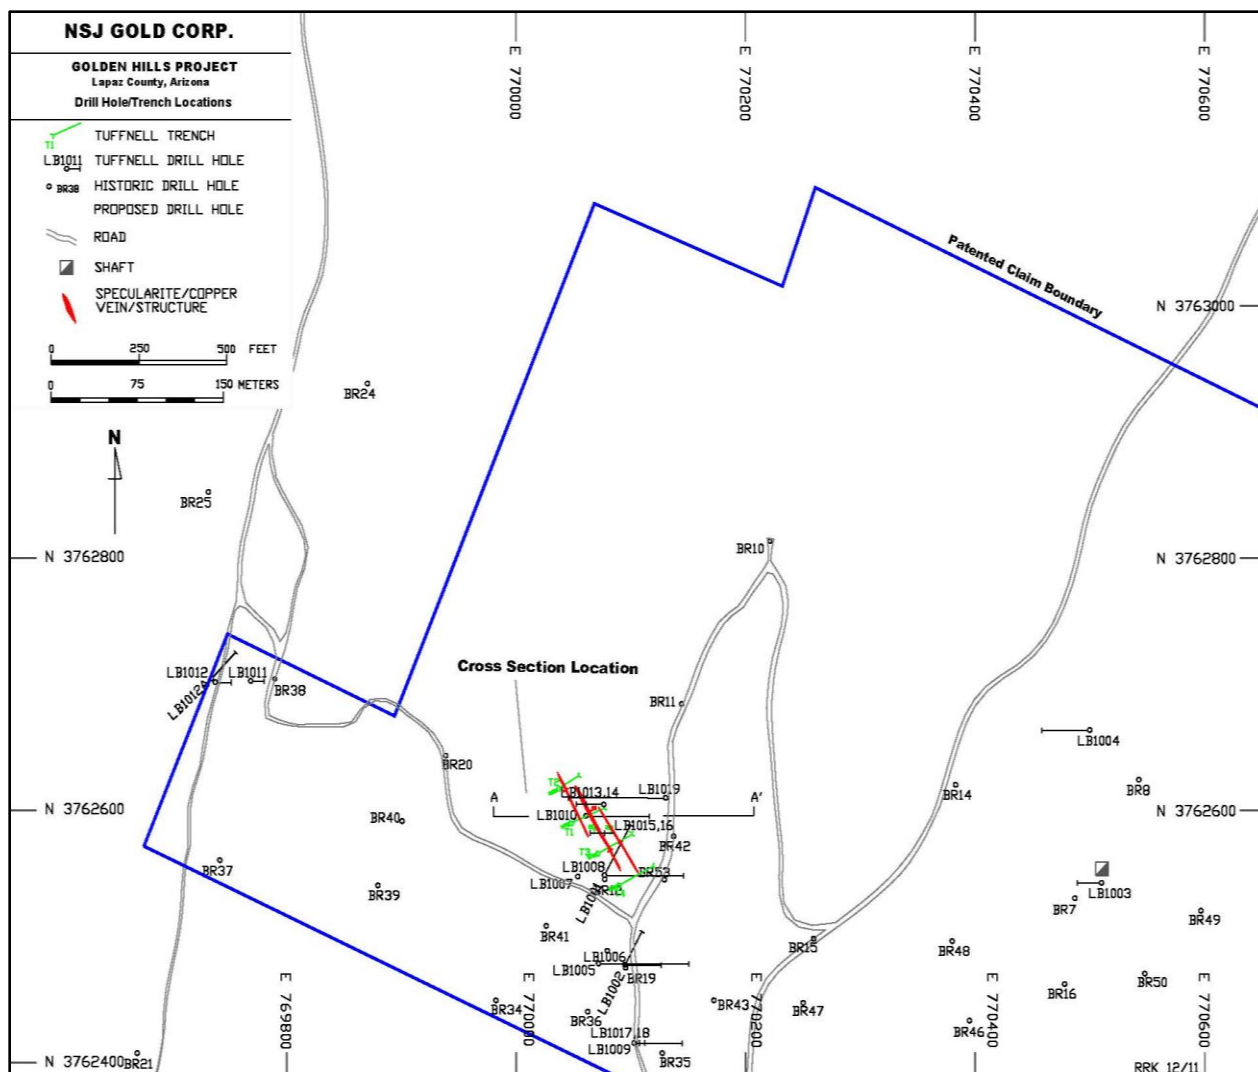 NSJ GOLD CORP.
GOLDEN HILLS PROJECT
Lapaz County, Arizona
Drill Hole/Trench Locations
T1
TUFFNELL TRENCH
LB1011
TUFFNELL DRILL HOLE
BR38
HISTORIC DRILL HOLE
PROPOSED DRILL HOLE
ROAD
SHAFT
SPECULARITE/COPPER
VEIN/STRUCTURE
0 250 500 FEET
0 75 150 METERS
N
E 770000
E 770200
E 770400
E 770600
Patented Claim Boundary
N 3763000
BR24
BR25
N 3762800
BR10
N 3762800
Cross Section Location
LB1012
LB1011
LB1012A
BR38
BR11
LB1004
BR20
T2
LB1013,14
LB1019
BR14
BR8
A
A'
N 3762600
N 3762600
BR40
LB1010
T1
LB1015,16
BR42
T3
BR37
LB1008
BR53
LB1007
BR12
BR39
LB1003
BR7
BR49
BR41
BR15
BR48
LB1006
LB1005
BR19
LB1002
BR50
BR16
E 769800
E 770000
E 770200
E 770400
E 770600
BR34
BR36
BR43
BR47
BR46
LB1017,18
LB1009
BR35
N 3762400
BR21
RRK 12/11